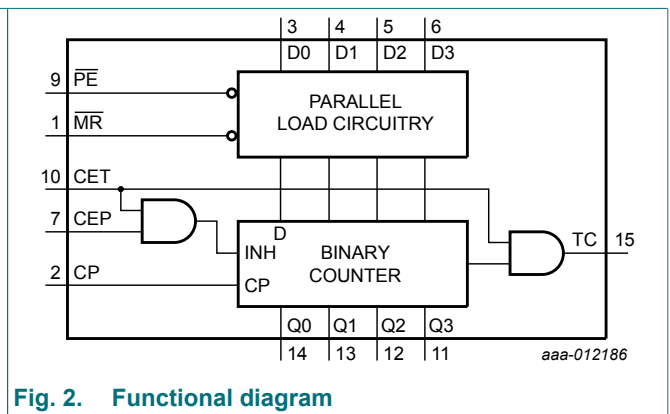 3 4 5 6
D0 D1 D2 D3
9 PE
PARALLEL
LOAD CIRCUITRY
1 MR
10 CET
7 CEP
TC 15
D
INH
BINARY
COUNTER
2 CP
CP
Q0 Q1 Q2 Q3
14 13 12 11
aaa-012186
Fig. 2. Functional diagram